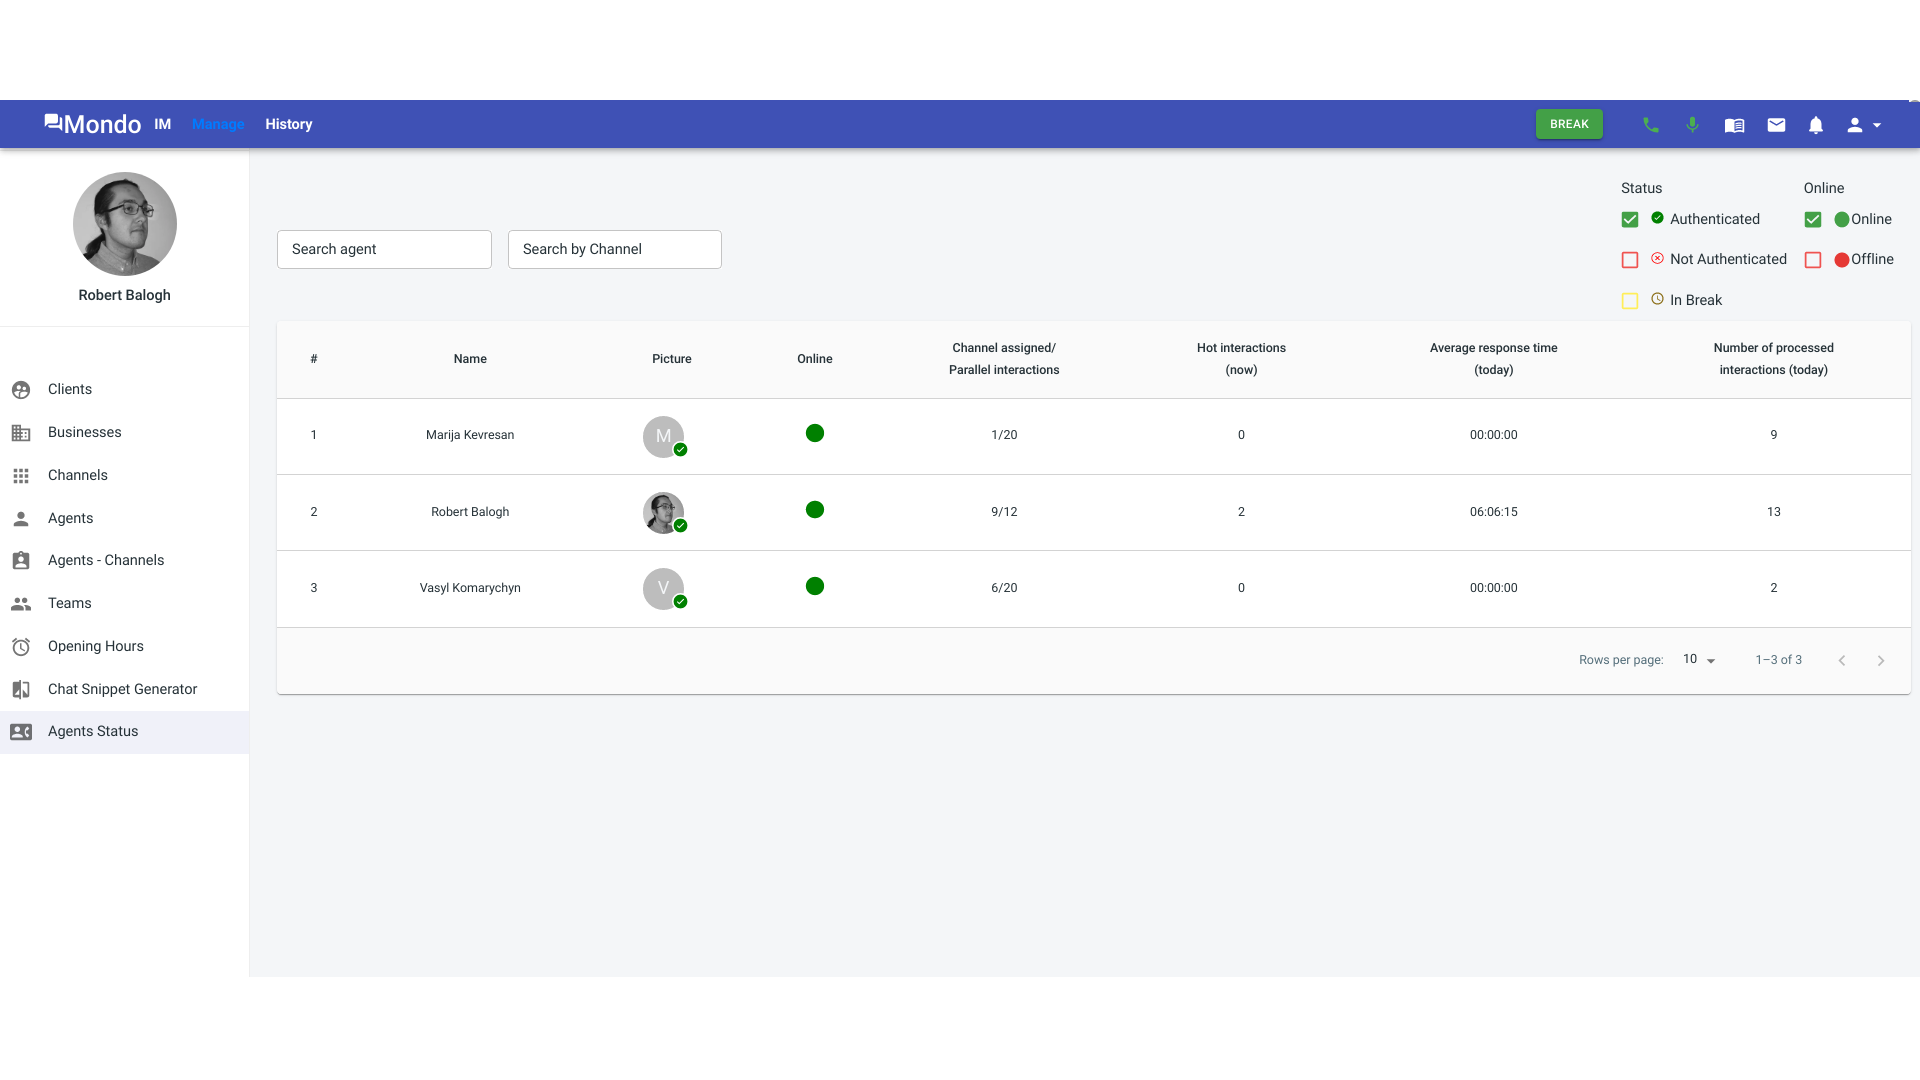 Mondo IM Manage History BREAK
Robert Balogh
Clients
Businesses
Channels
Agents
Agents - Channels
Teams
Opening Hours
Chat Snippet Generator
Agents Status
Search agent
Search by Channel
Status
Authenticated
Not Authenticated
In Break
Online
Online
Offline
# Name Picture Online Channel assigned/ Parallel interactions Hot interactions (now) Average response time (today) Number of processed interactions (today)
1 Marija Kevresan M 1/20 0 00:00:00 9
2 Robert Balogh 9/12 2 06:06:15 13
3 Vasyl Komarychyn V 6/20 0 00:00:00 2
Rows per page: 10 1–3 of 3